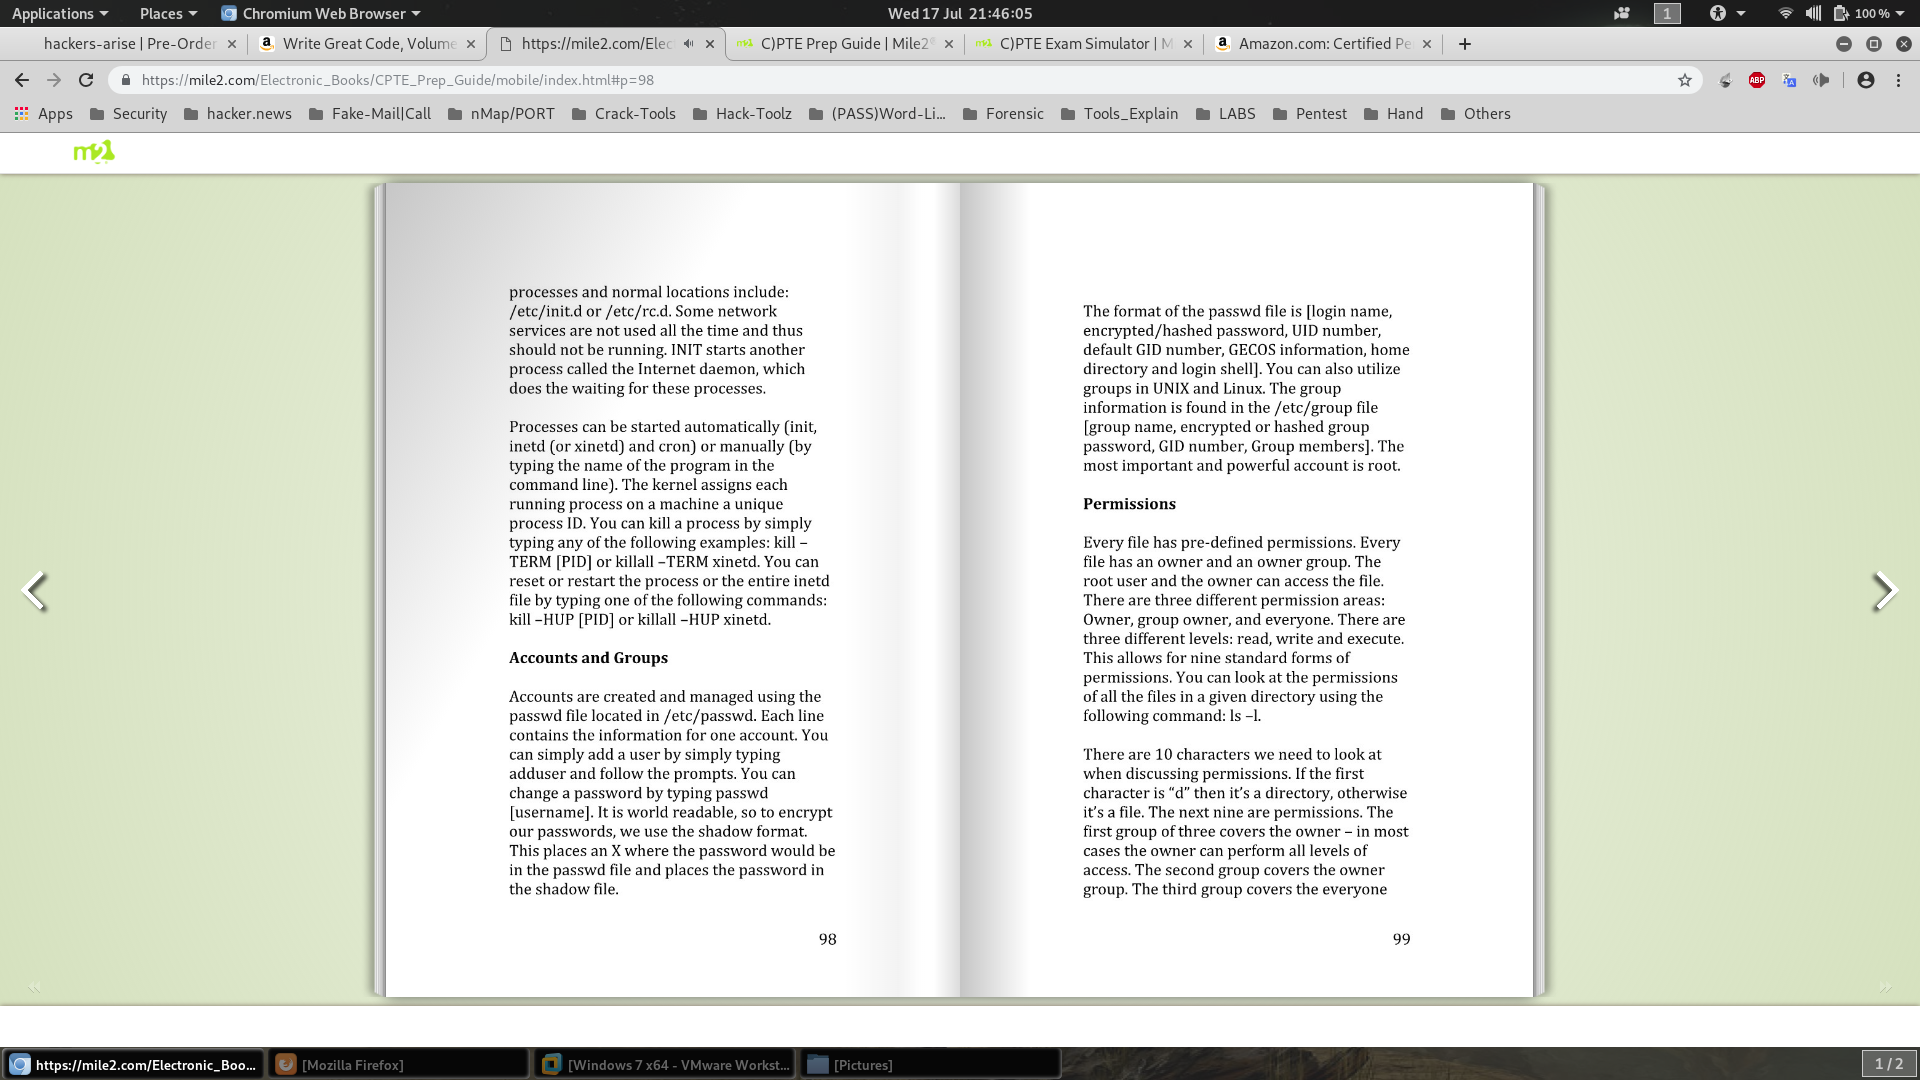 Applications
Places
Chromium Web Browser
Wed 17 Jul 21:46:05
1
100 %
hackers-arise | Pre-Order
Write Great Code, Volume
https://mile2.com/Elec
C)PTE Prep Guide | Mile2
C)PTE Exam Simulator | M
Amazon.com: Certified Pe
https://mile2.com/Electronic_Books/CPTE_Prep_Guide/mobile/index.html#p=98
ABP
Apps
Security
hacker.news
Fake-Mail|Call
nMap/PORT
Crack-Tools
Hack-Toolz
(PASS)Word-Li...
Forensic
Tools_Explain
LABS
Pentest
Hand
Others
m2
processes and normal locations include:
/etc/init.d or /etc/rc.d. Some network
services are not used all the time and thus
should not be running. INIT starts another
process called the Internet daemon, which
does the waiting for these processes.
Processes can be started automatically (init,
inetd (or xinetd) and cron) or manually (by
typing the name of the program in the
command line). The kernel assigns each
running process on a machine a unique
process ID. You can kill a process by simply
typing any of the following examples: kill –
TERM [PID] or killall –TERM xinetd. You can
reset or restart the process or the entire inetd
file by typing one of the following commands:
kill –HUP [PID] or killall –HUP xinetd.
Accounts and Groups
Accounts are created and managed using the
passwd file located in /etc/passwd. Each line
contains the information for one account. You
can simply add a user by simply typing
adduser and follow the prompts. You can
change a password by typing passwd
[username]. It is world readable, so to encrypt
our passwords, we use the shadow format.
This places an X where the password would be
in the passwd file and places the password in
the shadow file.
98
The format of the passwd file is [login name,
encrypted/hashed password, UID number,
default GID number, GECOS information, home
directory and login shell]. You can also utilize
groups in UNIX and Linux. The group
information is found in the /etc/group file
[group name, encrypted or hashed group
password, GID number, Group members]. The
most important and powerful account is root.
Permissions
Every file has pre-defined permissions. Every
file has an owner and an owner group. The
root user and the owner can access the file.
There are three different permission areas:
Owner, group owner, and everyone. There are
three different levels: read, write and execute.
This allows for nine standard forms of
permissions. You can look at the permissions
of all the files in a given directory using the
following command: ls –l.
There are 10 characters we need to look at
when discussing permissions. If the first
character is “d” then it’s a directory, otherwise
it’s a file. The next nine are permissions. The
first group of three covers the owner – in most
cases the owner can perform all levels of
access. The second group covers the owner
group. The third group covers the everyone
99
https://mile2.com/Electronic_Boo...
[Mozilla Firefox]
[Windows 7 x64 - VMware Workst...
[Pictures]
1 / 2